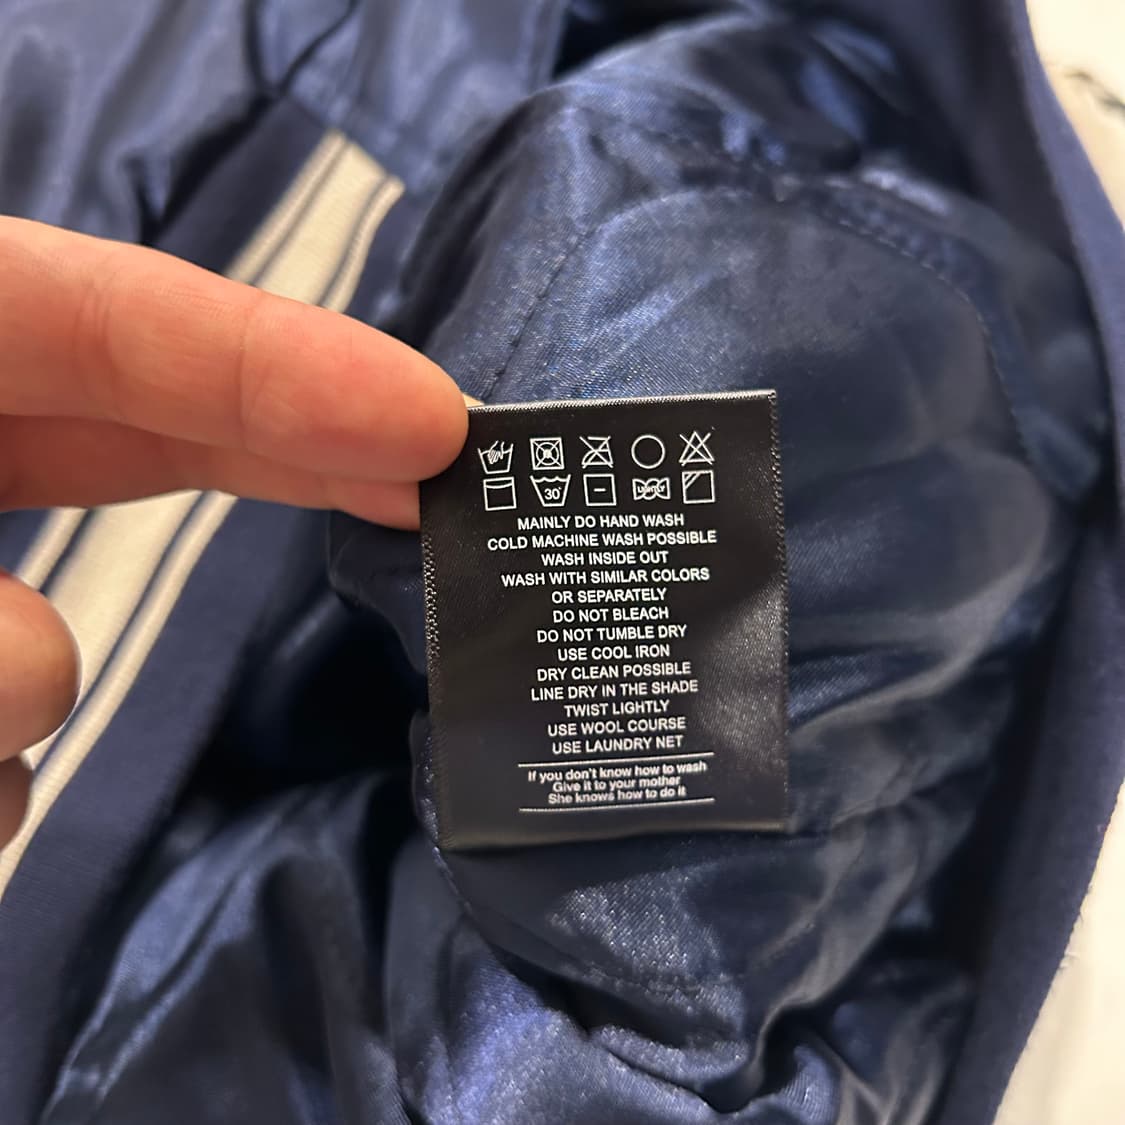 30
LIGHTLY
MAINLY DO HAND WASH
COLD MACHINE WASH POSSIBLE
WASH INSIDE OUT
WASH WITH SIMILAR COLORS
OR SEPARATELY
DO NOT BLEACH
DO NOT TUMBLE DRY
USE COOL IRON
DRY CLEAN POSSIBLE
LINE DRY IN THE SHADE
TWIST LIGHTLY
USE WOOL COURSE
USE LAUNDRY NET
If you don't know how to wash
Give it to your mother
She knows how to do it